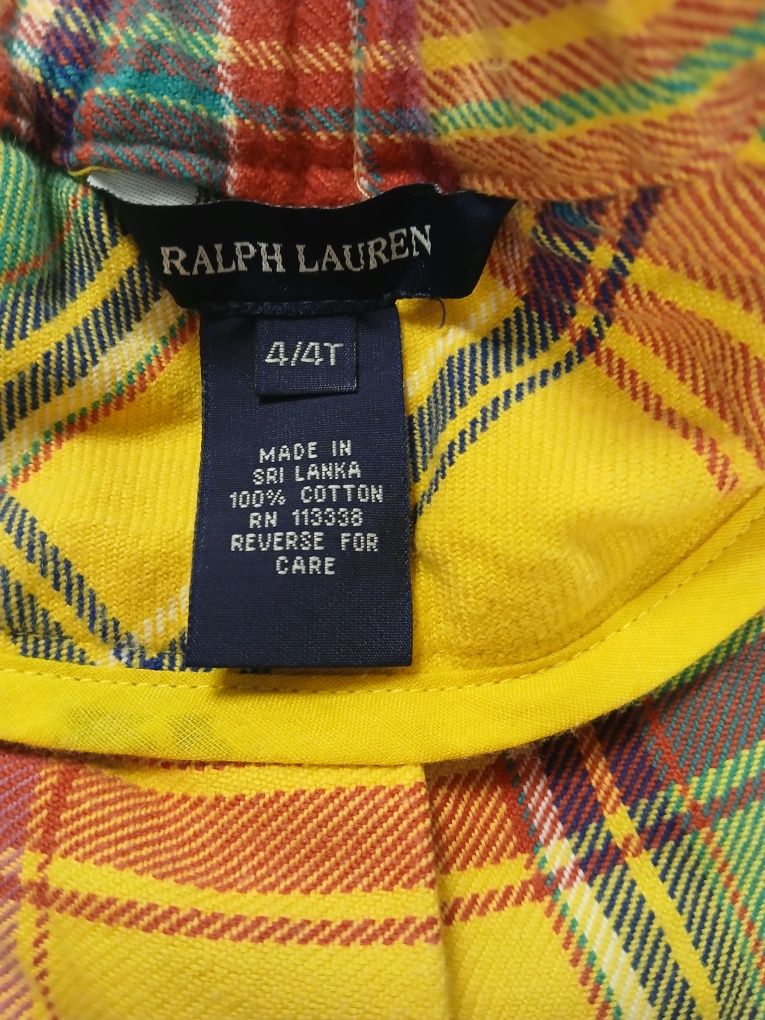 RALPH LAUREN
4/4T
MADE IN
SRI LANKA
100% COTTON
RN 113338
REVERSE FOR
CARE